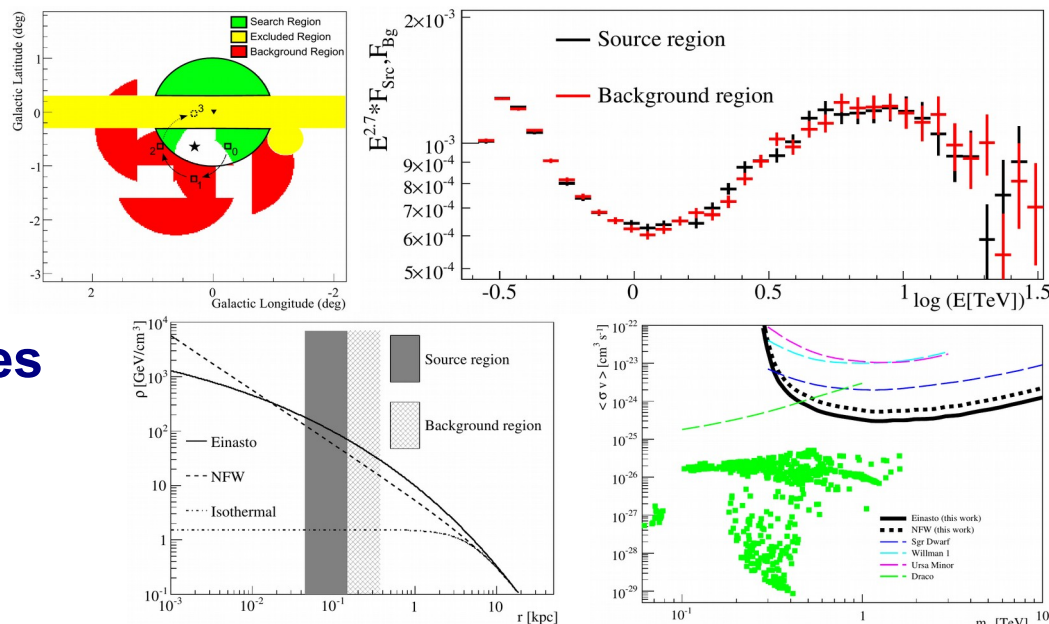 Galactic Latitude (deg)
1
0
-1
-2
-3
2
0
-2
Galactic Longitude (deg)
Search Region
Excluded Region
Background Region
3
0
2
1
E^2.7*F_Src,F_Bg
2×10^-3
10^-3
9×10^-4
8×10^-4
7×10^-4
6×10^-4
5×10^-4
Source region
Background region
-0.5
0
0.5
1
1.5
log (E[TeV])
es
ρ [GeV/cm^3]
10^4
10^3
10^2
10
1
10^-1
Source region
Background region
Einasto
NFW
Isothermal
10^-3
10^-2
10^-1
1
10
r [kpc]
< σ v > [cm^3 s^-1]
10^-22
10^-23
10^-24
10^-25
10^-26
10^-27
10^-28
10^-29
Einasto (this work)
NFW (this work)
Sgr Dwarf
Willman 1
Ursa Minor
Draco
10^-1
1
10
[TeV]